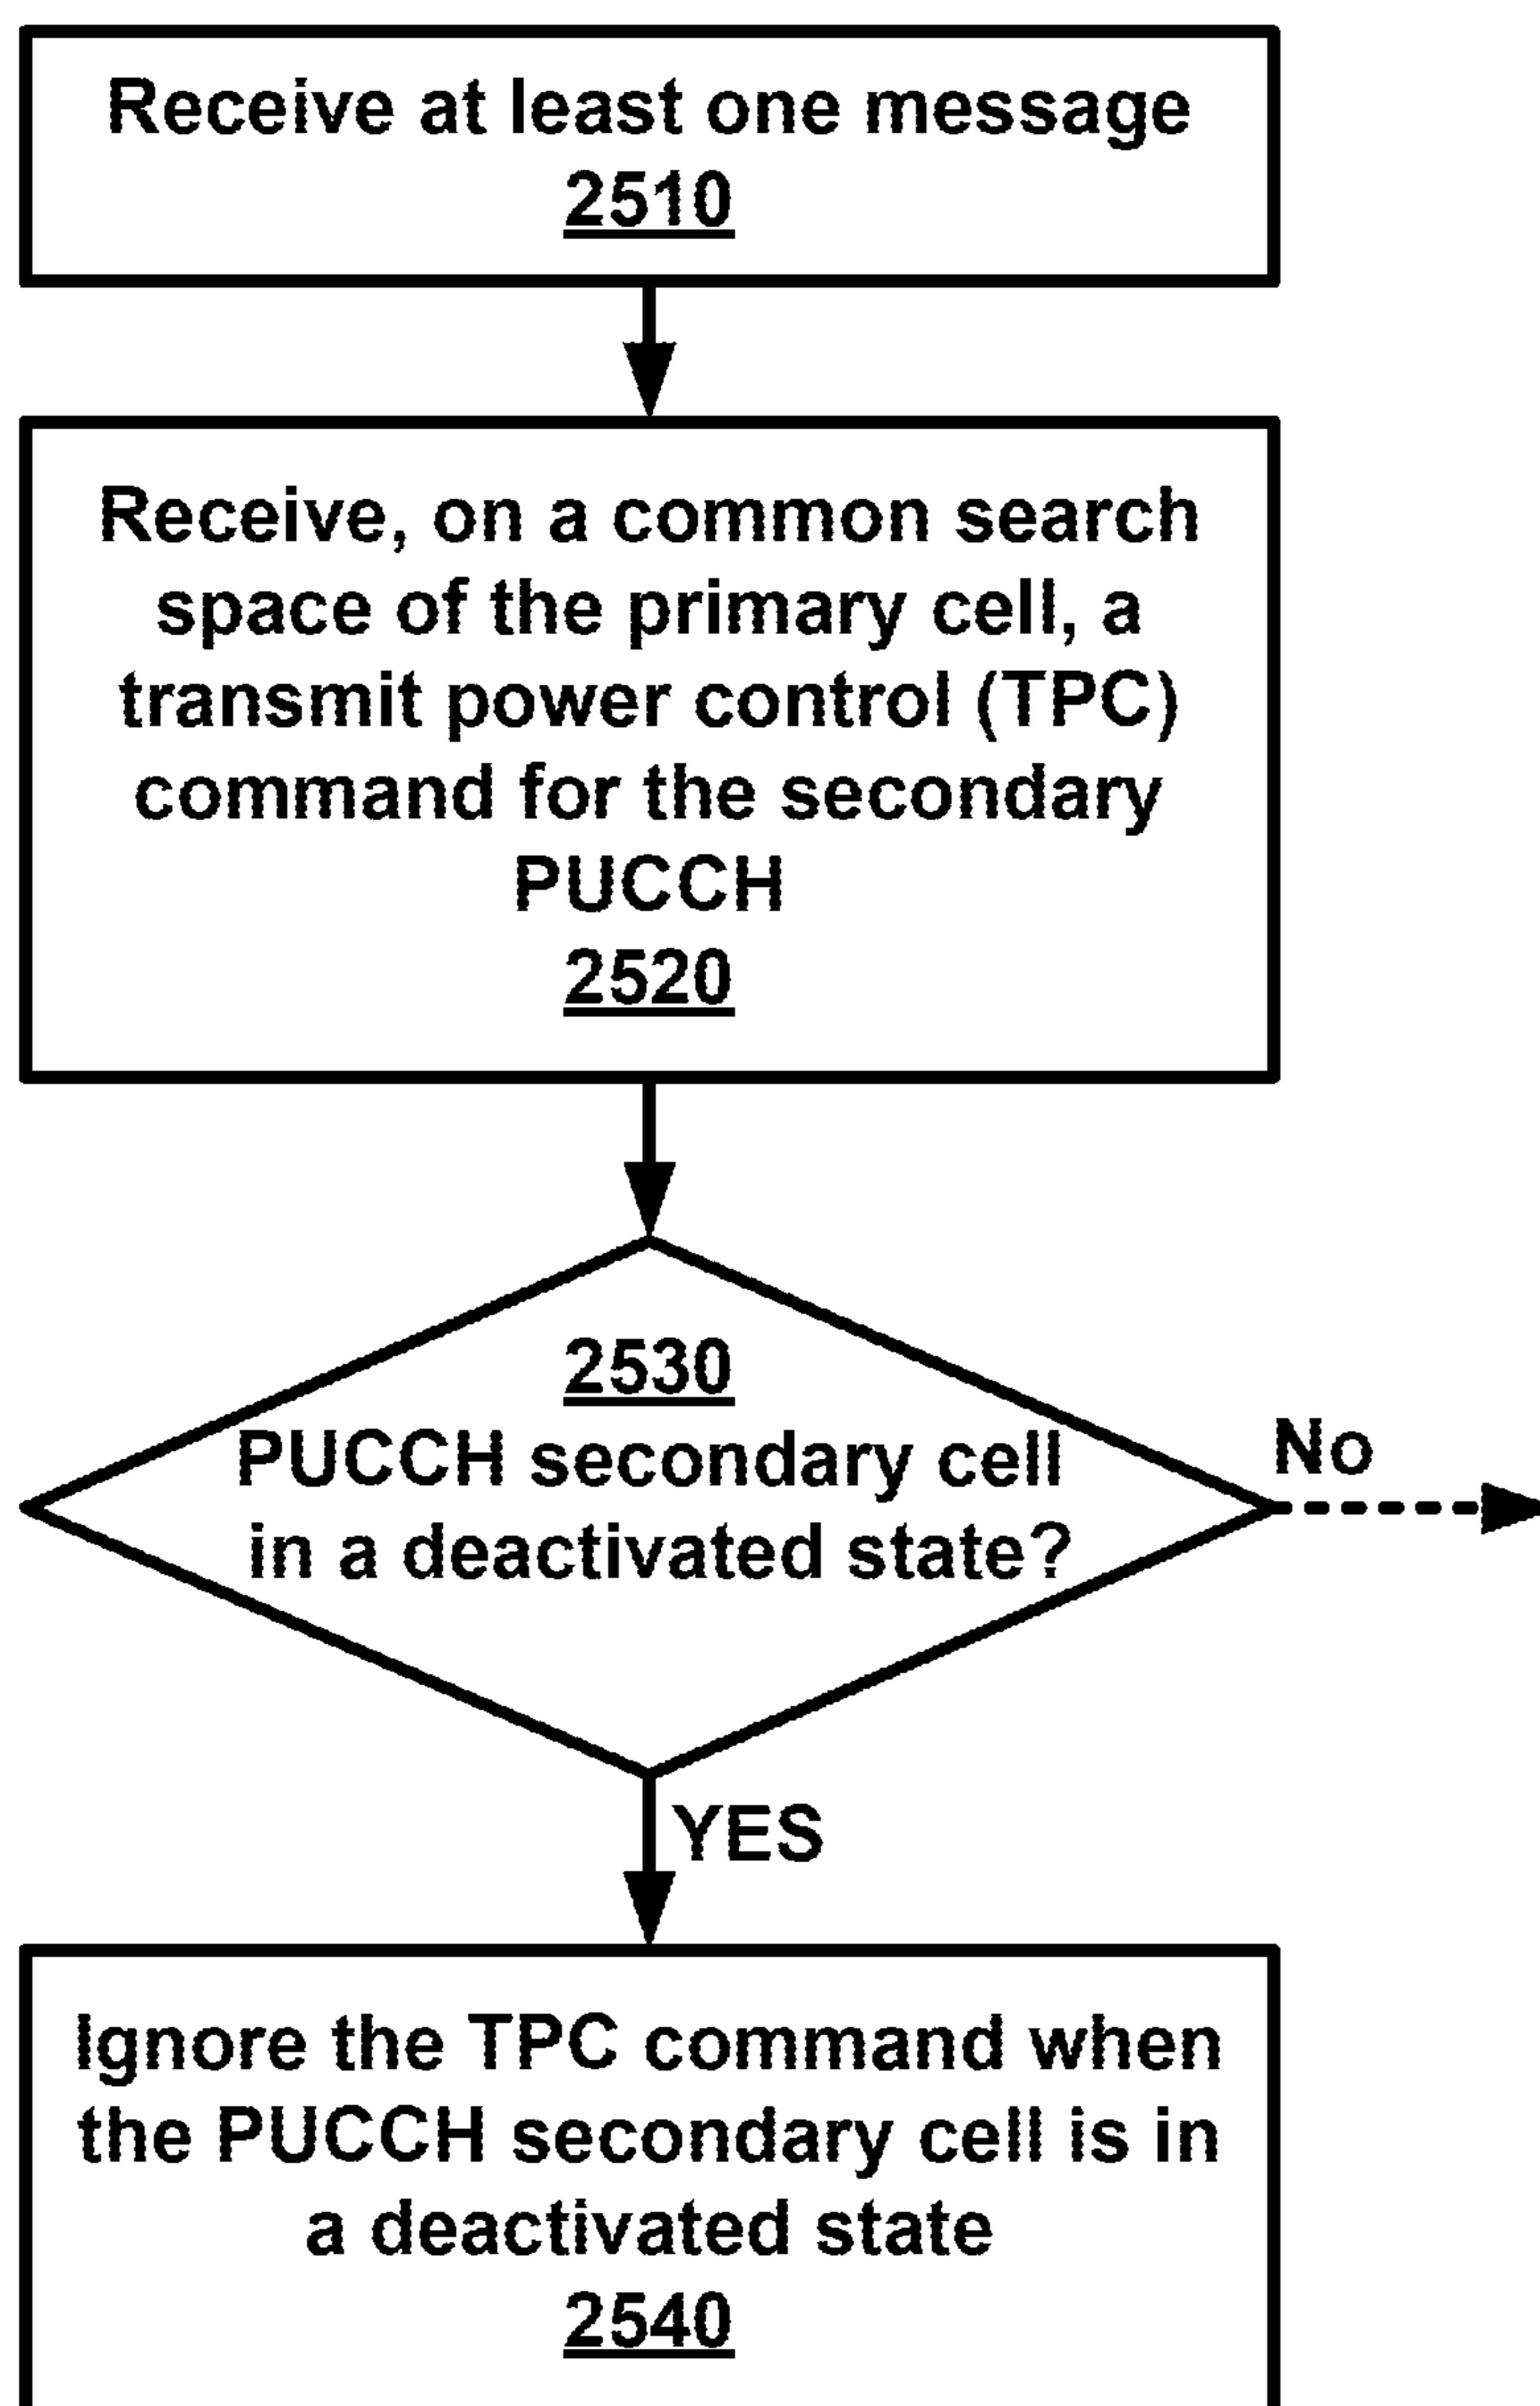 Receive at least one message
2510
Receive, on a common search
space of the primary cell, a
transmit power control (TPC)
command for the secondary
PUCCH
2520
2530
PUCCH secondary cell
in a deactivated state?
No
YES
Ignore the TPC command when
the PUCCH secondary cell is in
a deactivated state
2540